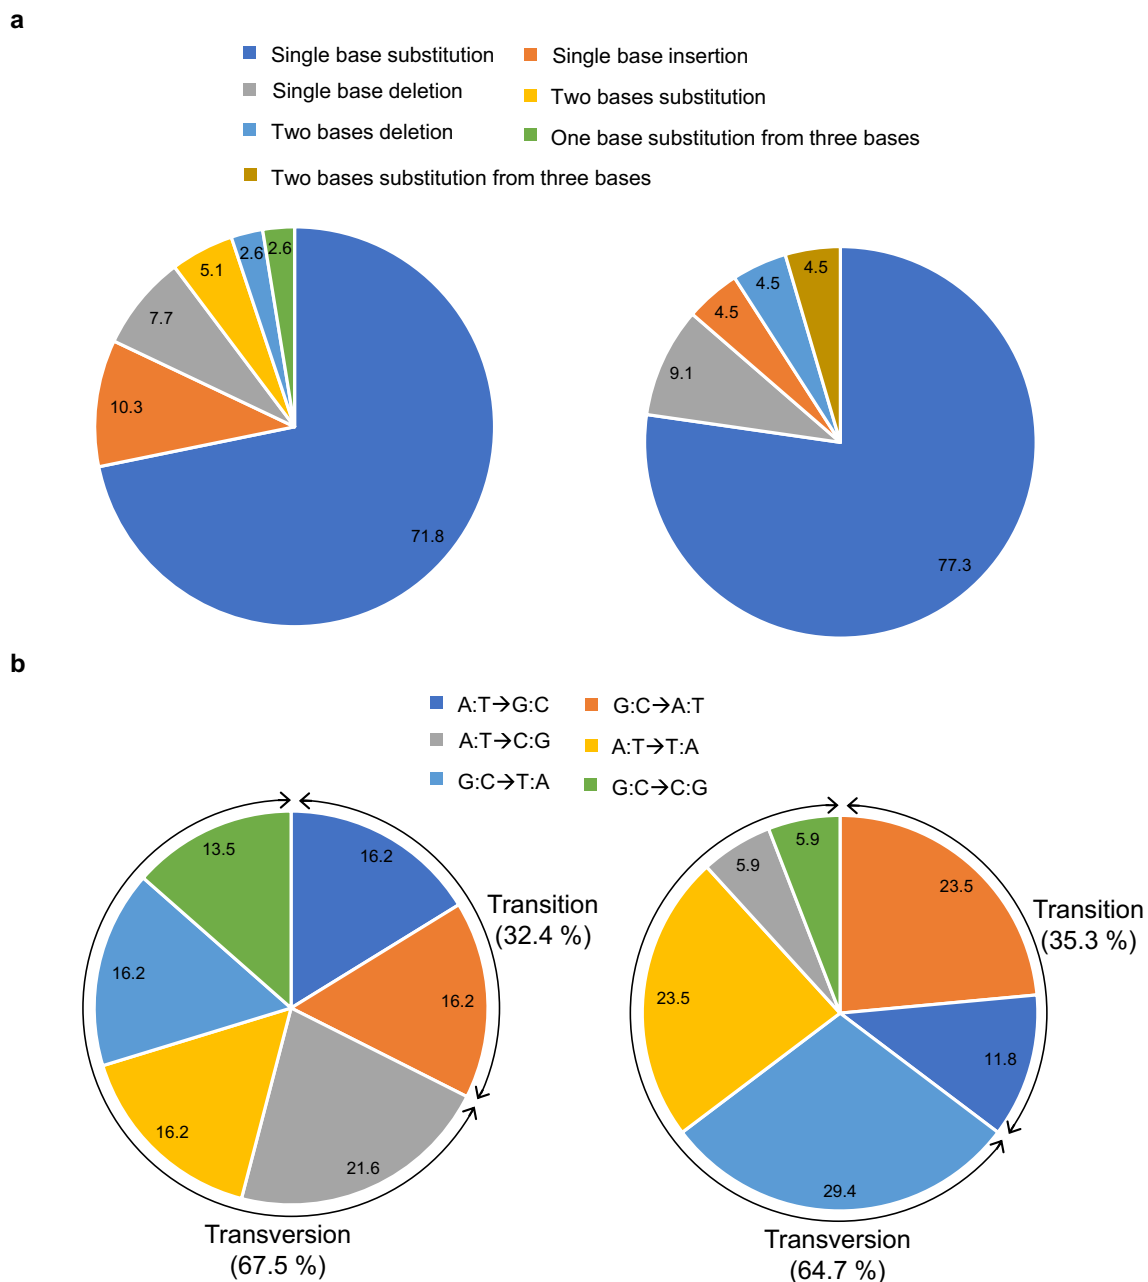 a
Single base substitution
Single base insertion
Single base deletion
Two bases substitution
Two bases deletion
One base substitution from three bases
Two bases substitution from three bases
2.6
2.6
5.1
7.7
10.3
71.8
4.5
4.5
4.5
9.1
77.3
b
A:T→G:C
G:C→A:T
A:T→C:G
A:T→T:A
G:C→T:A
G:C→C:G
13.5
16.2
16.2
16.2
16.2
21.6
Transition
(32.4 %)
Transversion
(67.5 %)
5.9
5.9
23.5
23.5
11.8
29.4
Transition
(35.3 %)
Transversion
(64.7 %)